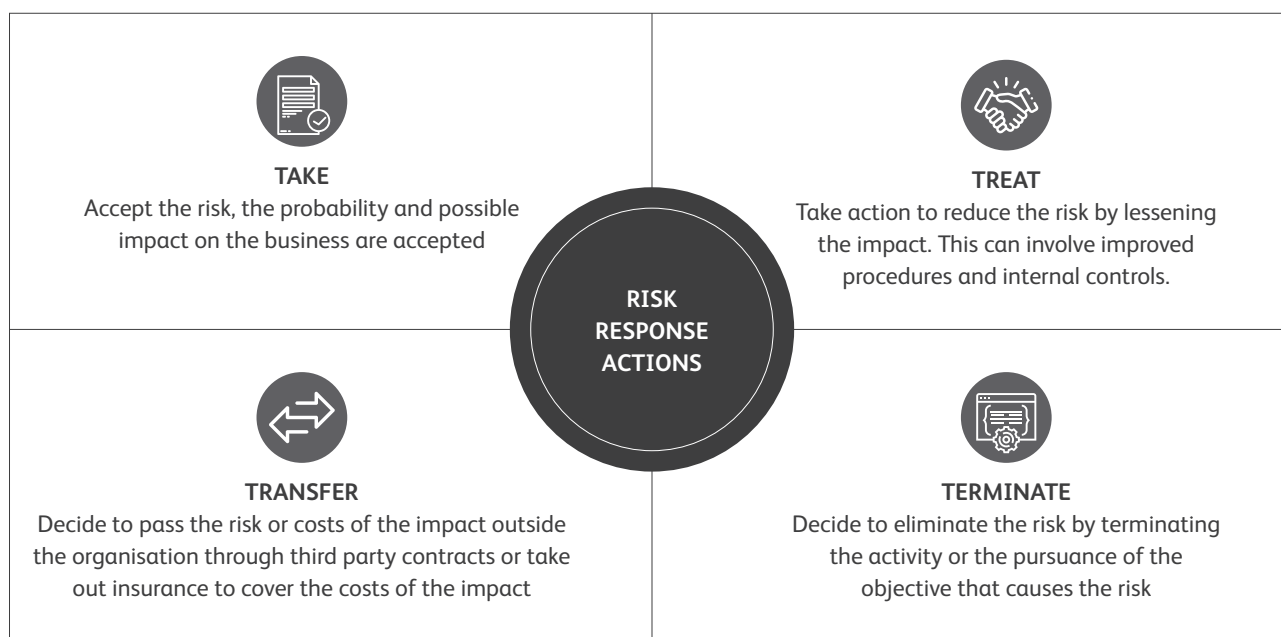 TAKE
Accept the risk, the probability and possible
impact on the business are accepted
TREAT
Take action to reduce the risk by lessening
the impact. This can involve improved
procedures and internal controls.
RISK
RESPONSE
ACTIONS
TRANSFER
Decide to pass the risk or costs of the impact outside
the organisation through third party contracts or take
out insurance to cover the costs of the impact
TERMINATE
Decide to eliminate the risk by terminating
the activity or the pursuance of the
objective that causes the risk